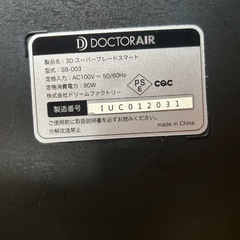 DOCTORAIR
製品名：3D スーパーブレードスマート
型式：SB-003
定格入力：AC100V～ 50/60Hz
定格消費電力：80W
株式会社ドリームファクトリー
PS
E
CQC
製造番号 IUC012031
ご使用の前に取扱説明書を必ずお読みください。
分解改造禁止
made in China